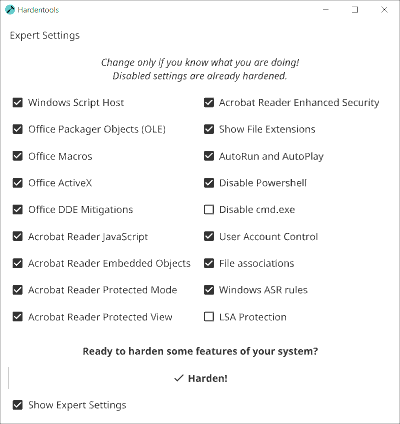 Hardentools
Expert Settings
Change only if you know what you are doing!
Disabled settings are already hardened.
Windows Script Host
Acrobat Reader Enhanced Security
Office Packager Objects (OLE)
Show File Extensions
Office Macros
AutoRun and AutoPlay
Office ActiveX
Disable Powershell
Office DDE Mitigations
Disable cmd.exe
Acrobat Reader JavaScript
User Account Control
Acrobat Reader Embedded Objects
File associations
Acrobat Reader Protected Mode
Windows ASR rules
Acrobat Reader Protected View
LSA Protection
Ready to harden some features of your system?
Harden!
Show Expert Settings